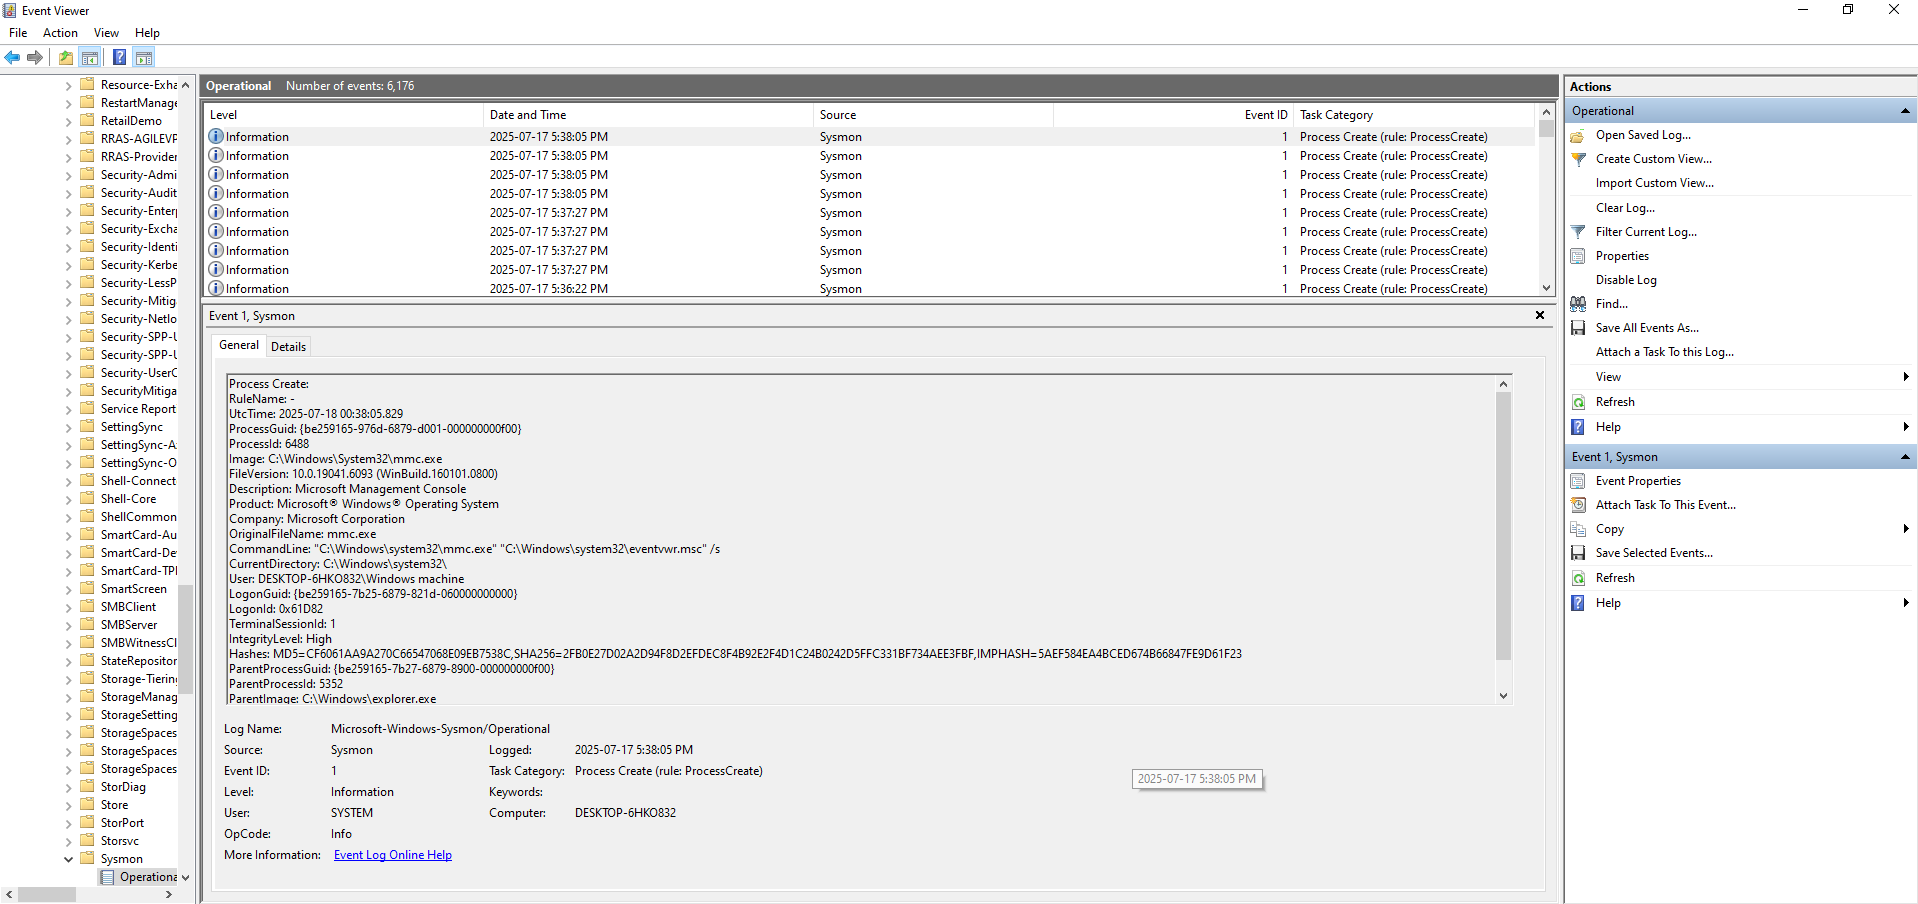 Event Viewer
File Action View Help
Resource-Exha
RestartManage
RetailDemo
RRAS-AGILEVP
RRAS-Provider
Security-Admi
Security-Audit
Security-Enterp
Security-Excha
Security-Identi
Security-Kerbe
Security-LessP
Security-Mitig
Security-Netlo
Security-SPP-U
Security-SPP-U
Security-UserC
SecurityMitiga
Service Report
SettingSync
SettingSync-A
SettingSync-O
Shell-Connect
Shell-Core
ShellCommon
SmartCard-Au
SmartCard-De
SmartCard-TPI
SmartScreen
SMBClient
SMBServer
SMBWitnessCl
StateRepositor
Storage-Tiering
StorageManag
StorageSetting
StorageSpaces
StorageSpaces
StorageSpaces
StorDiag
Store
StorPort
Storsvc
Sysmon
Operationa
Operational Number of events: 6,176
Level Date and Time Source Event ID Task Category
Information 2025-07-17 5:38:05 PM Sysmon 1 Process Create (rule: ProcessCreate)
Information 2025-07-17 5:38:05 PM Sysmon 1 Process Create (rule: ProcessCreate)
Information 2025-07-17 5:38:05 PM Sysmon 1 Process Create (rule: ProcessCreate)
Information 2025-07-17 5:38:05 PM Sysmon 1 Process Create (rule: ProcessCreate)
Information 2025-07-17 5:37:27 PM Sysmon 1 Process Create (rule: ProcessCreate)
Information 2025-07-17 5:37:27 PM Sysmon 1 Process Create (rule: ProcessCreate)
Information 2025-07-17 5:37:27 PM Sysmon 1 Process Create (rule: ProcessCreate)
Information 2025-07-17 5:37:27 PM Sysmon 1 Process Create (rule: ProcessCreate)
Information 2025-07-17 5:36:22 PM Sysmon 1 Process Create (rule: ProcessCreate)
Event 1, Sysmon
General Details
Process Create:
RuleName: -
UtcTime: 2025-07-18 00:38:05.829
ProcessGuid: {be259165-976d-6879-d001-000000000f00}
ProcessId: 6488
Image: C:\Windows\System32\mmc.exe
FileVersion: 10.0.19041.6093 (WinBuild.160101.0800)
Description: Microsoft Management Console
Product: Microsoft® Windows® Operating System
Company: Microsoft Corporation
OriginalFileName: mmc.exe
CommandLine: "C:\Windows\system32\mmc.exe" "C:\Windows\system32\eventvwr.msc" /s
CurrentDirectory: C:\Windows\system32\
User: DESKTOP-6HKO832\Windows machine
LogonGuid: {be259165-7b25-6879-821d-060000000000}
LogonId: 0x61D82
TerminalSessionId: 1
IntegrityLevel: High
Hashes: MD5=CF6061AA9A270C66547068E09EB7538C,SHA256=2FB0E27D02A2D94F8D2EFDEC8F4B92E2F4D1C24B0242D5FFC331BF734AEE3FBF,IMPHASH=5AEF584EA4BCED674B66847FE9D61F23
ParentProcessGuid: {be259165-7b27-6879-8900-000000000f00}
ParentProcessId: 5352
ParentImage: C:\Windows\explorer.exe
Log Name: Microsoft-Windows-Sysmon/Operational
Source: Sysmon Logged: 2025-07-17 5:38:05 PM
Event ID: 1 Task Category: Process Create (rule: ProcessCreate)
Level: Information Keywords:
User: SYSTEM Computer: DESKTOP-6HKO832
OpCode: Info
More Information: Event Log Online Help
2025-07-17 5:38:05 PM
Actions
Operational
Open Saved Log...
Create Custom View...
Import Custom View...
Clear Log...
Filter Current Log...
Properties
Disable Log
Find...
Save All Events As...
Attach a Task To this Log...
View
Refresh
Help
Event 1, Sysmon
Event Properties
Attach Task To This Event...
Copy
Save Selected Events...
Refresh
Help